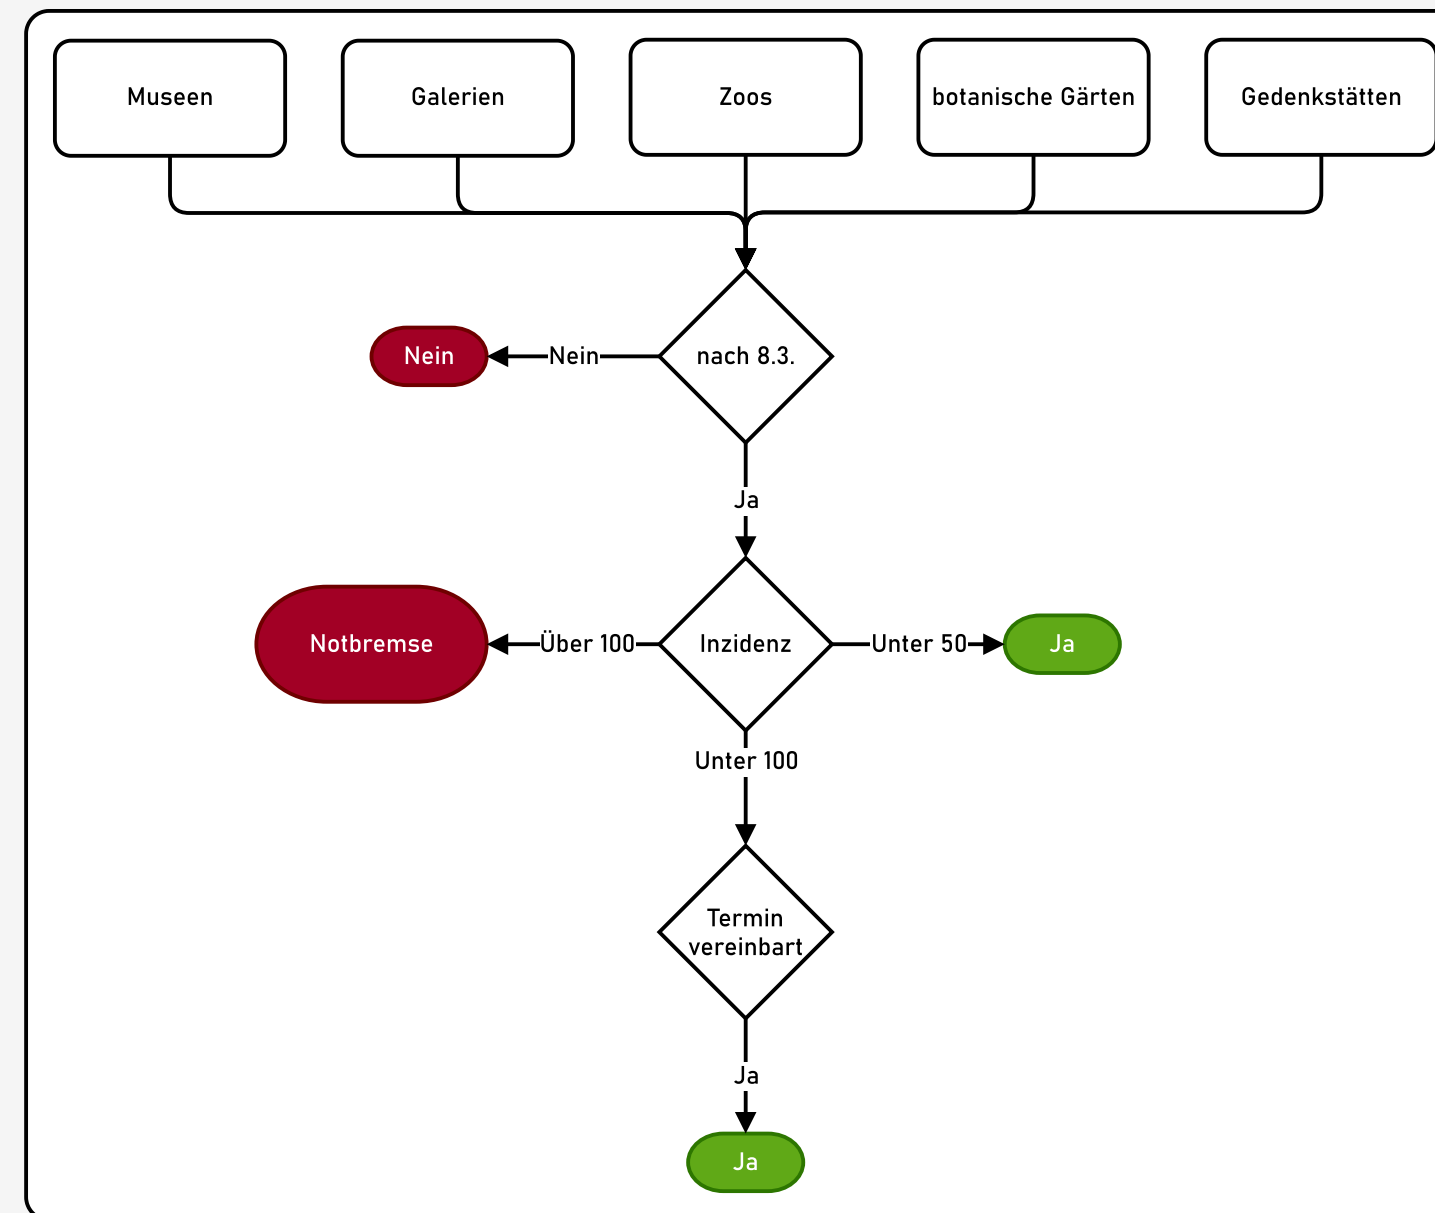 Museen
Galerien
Zoos
botanische Gärten
Gedenkstätten
nach 8.3.
Nein
Nein
Ja
Inzidenz
Über 100
Notbremse
Unter 50
Ja
Unter 100
Termin
vereinbart
Ja
Ja